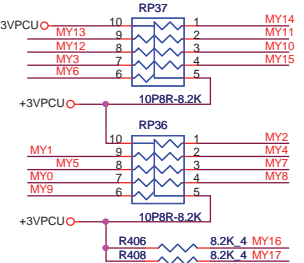 RP37
3VPCU 10 1 MY14
MY13 9 2 MY11
MY12 8 3 MY10
MY3 7 4 MY15
MY6 6 5
+3VPCU 10P8R-8.2K
RP36
10 1 MY2
MY1 9 2 MY4
MY5 8 3 MY7
MY0 7 4 MY8
MY9 6 5
+3VPCU 10P8R-8.2K
R406 8.2K_4 MY16
R408 8.2K_4 MY17